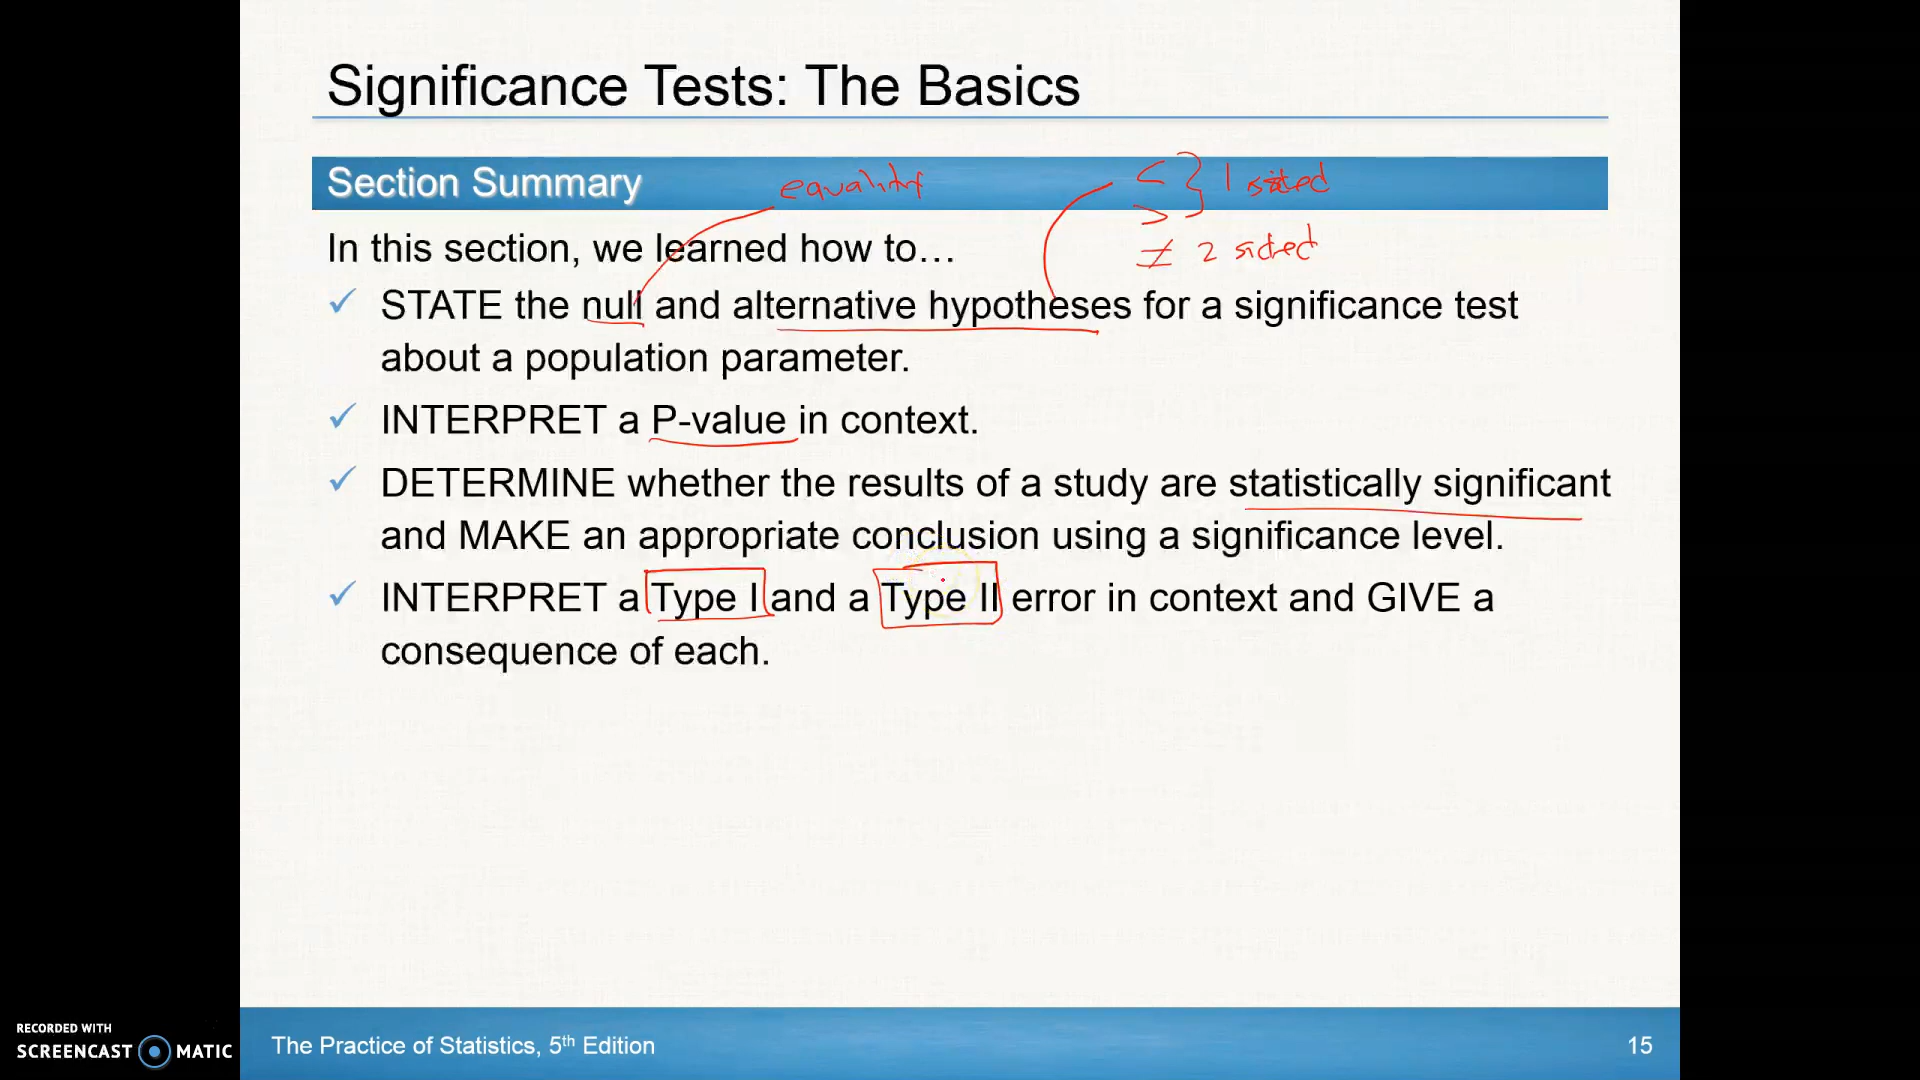 Significance Tests: The Basics
Section Summary
equality
< } 1 sided
>
≠ 2 sided
In this section, we learned how to…
✓ STATE the null and alternative hypotheses for a significance test
about a population parameter.
✓ INTERPRET a P-value in context.
✓ DETERMINE whether the results of a study are statistically significant
and MAKE an appropriate conclusion using a significance level.
✓ INTERPRET a Type I and a Type II error in context and GIVE a
consequence of each.
RECORDED WITH
SCREENCAST MATIC
The Practice of Statistics, 5th Edition
15